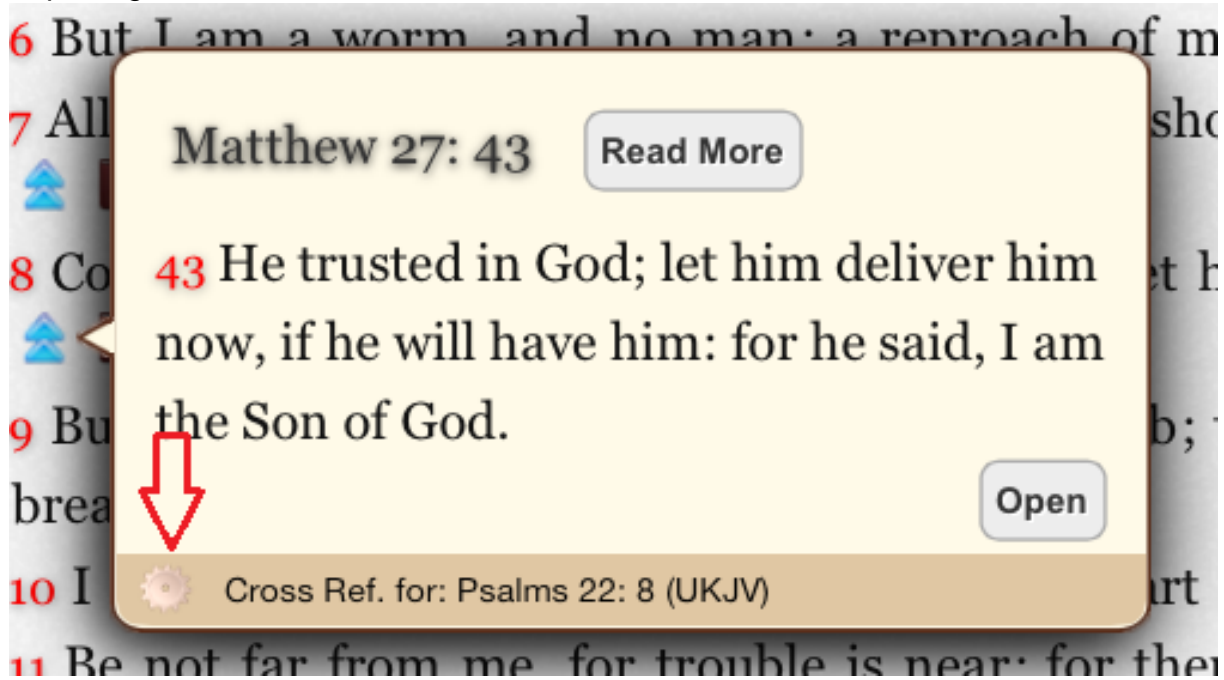 6 But I am a worm, and no man; a reproach of m
7 All sho
Matthew 27: 43 Read More
8 Co et h
43 He trusted in God; let him deliver him
now, if he will have him: for he said, I am
the Son of God.
9 Bu b;
brea
Open
10 I art
Cross Ref. for: Psalms 22: 8 (UKJV)
11 Be not far from me, for trouble is near; for ther